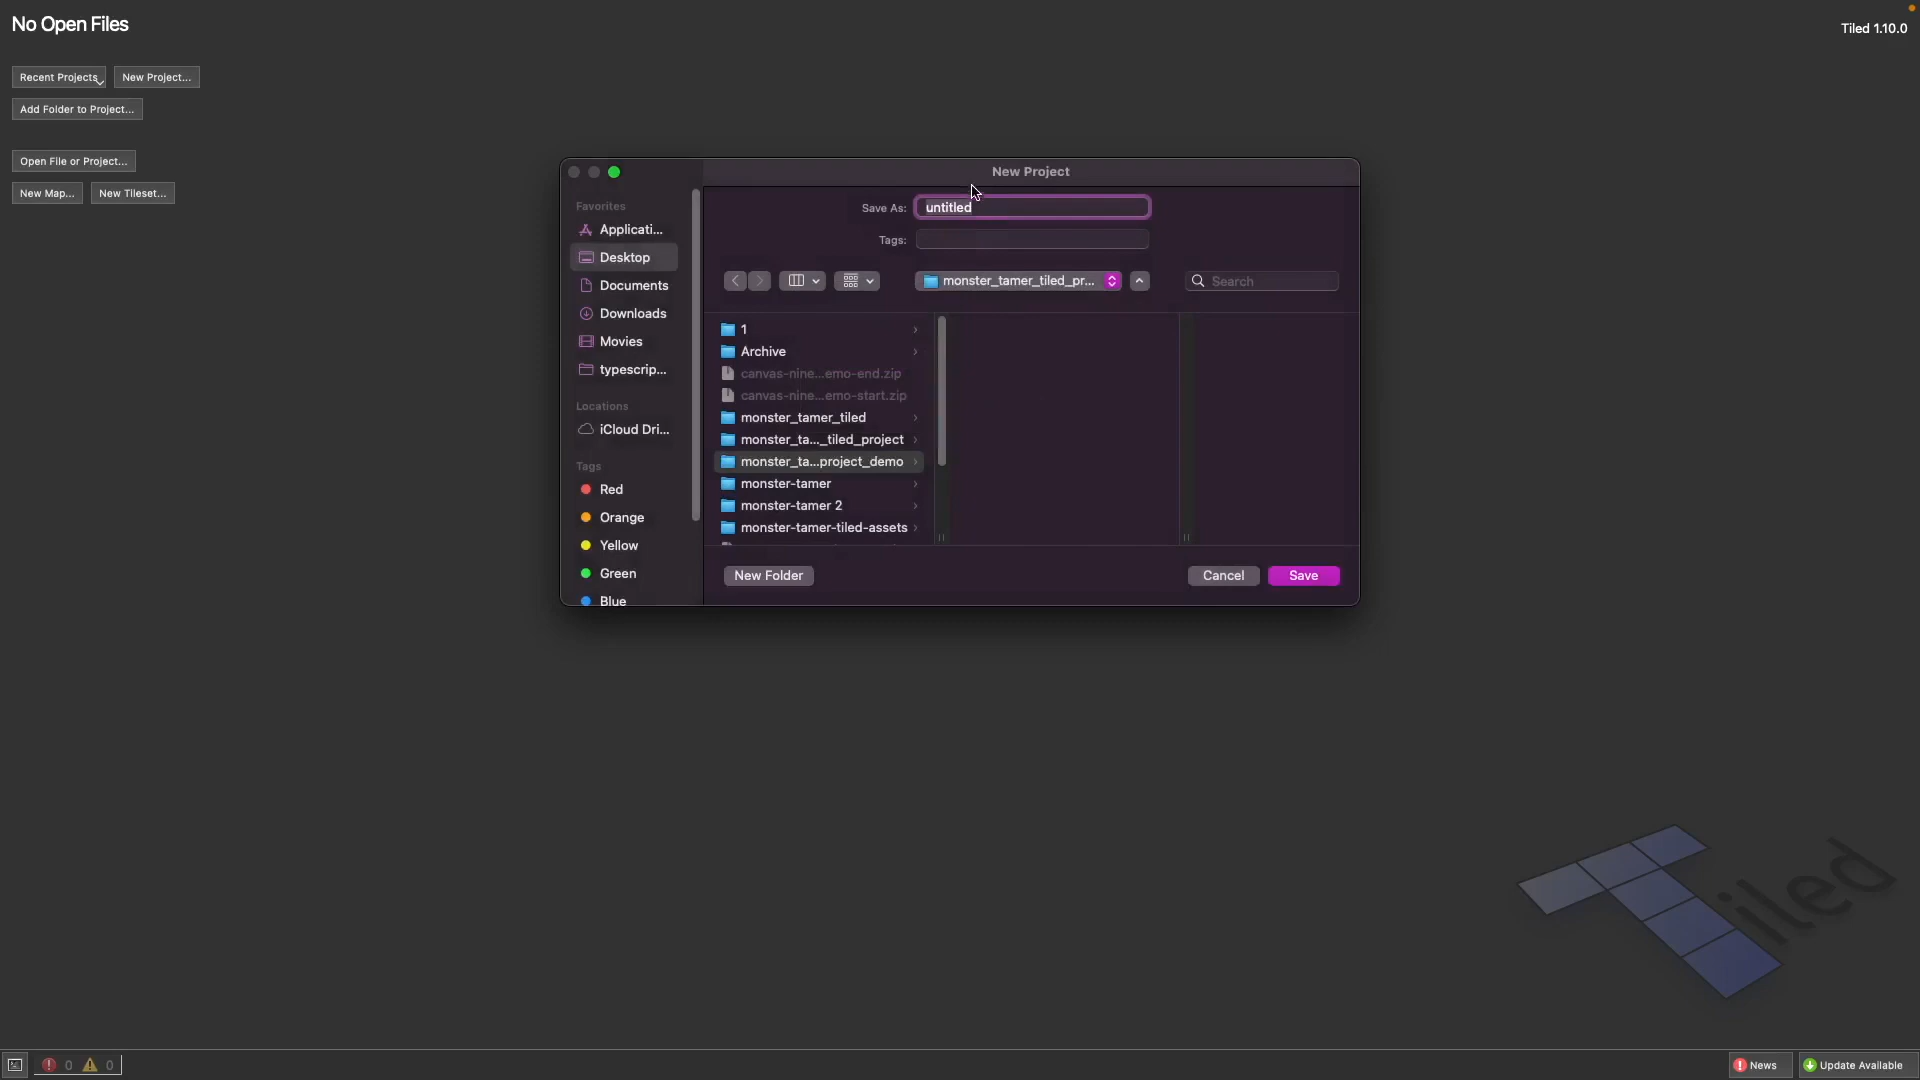 No Open Files
Tiled 1.10.0
Recent Projects
New Project...
Add Folder to Project...
Open File or Project...
New Map...
New Tileset...
New Project
Save As:
untitled
Tags:
monster_tamer_tiled_pr...
Search
Favorites
Applicati...
Desktop
Documents
Downloads
Movies
typescrip...
Locations
iCloud Dri...
Tags
Red
Orange
Yellow
Green
Blue
1
Archive
canvas-nine...emo-end.zip
canvas-nine...emo-start.zip
monster_tamer_tiled
monster_ta..._tiled_project
monster_ta...project_demo
monster-tamer
monster-tamer 2
monster-tamer-tiled-assets
New Folder
Cancel
Save
Tiled
0
0
News
Update Available